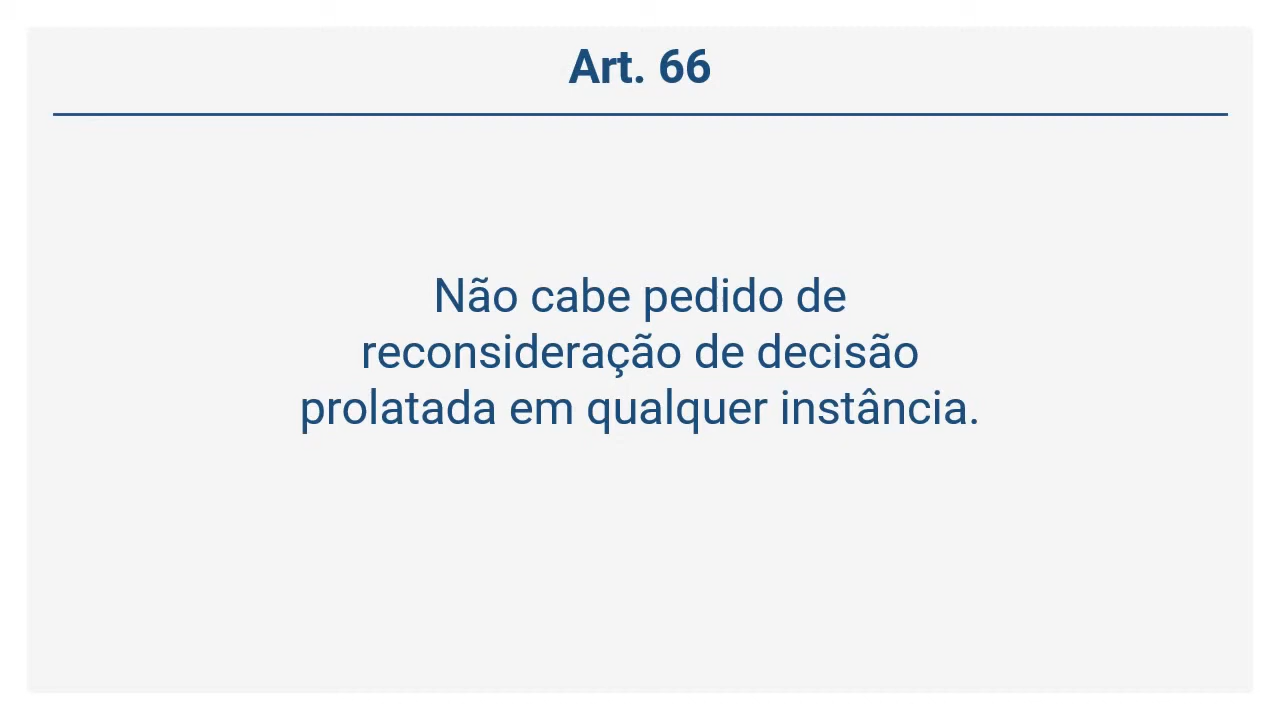 Art. 66
Não cabe pedido de
reconsideração de decisão
prolatada em qualquer instância.